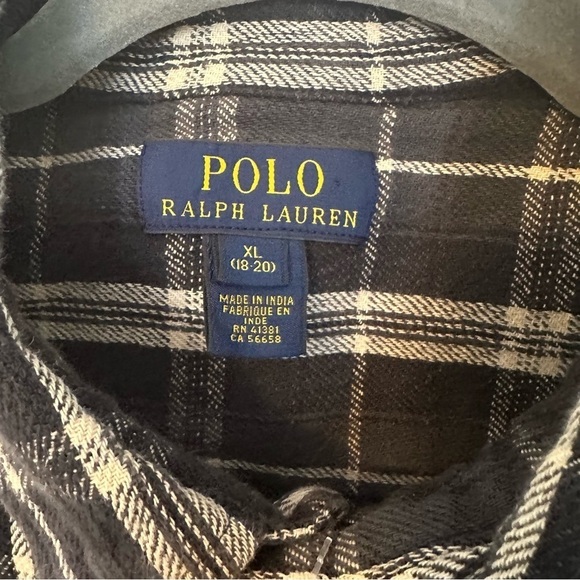 POLO
RALPH LAUREN
XL
(18-20)
MADE IN INDIA
FABRIQUE EN
INDE
RN 41381
CA 56658